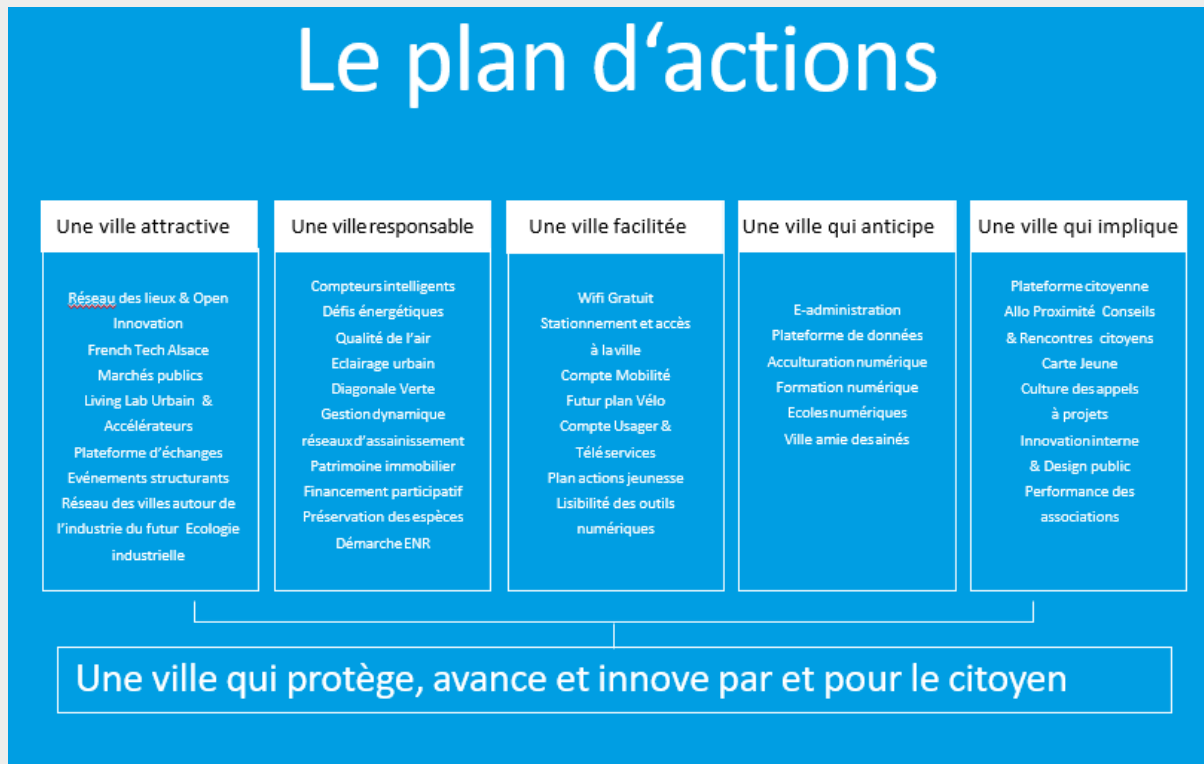 Le plan d‘actions
Une ville attractive
Réseau des lieux & Open
Innovation
French Tech Alsace
Marchés publics
Living Lab Urbain &
Accélérateurs
Plateforme d’échanges
Evénements structurants
Réseau des villes autour de
l’industrie du futur Ecologie
industrielle
Une ville responsable
Compteurs intelligents
Défis énergétiques
Qualité de l’air
Eclairage urbain
Diagonale Verte
Gestion dynamique
réseaux d’assainissement
Patrimoine immobilier
Financement participatif
Préservation des espèces
Démarche ENR
Une ville facilitée
Wifi Gratuit
Stationnement et accès
à la ville
Compte Mobilité
Futur plan Vélo
Compte Usager &
Télé services
Plan actions jeunesse
Lisibilité des outils
numériques
Une ville qui anticipe
E-administration
Plateforme de données
Acculturation numérique
Formation numérique
Ecoles numériques
Ville amie des ainés
Une ville qui implique
Plateforme citoyenne
Allo Proximité Conseils
& Rencontres citoyens
Carte Jeune
Culture des appels
à projets
Innovation interne
& Design public
Performance des
associations
Une ville qui protège, avance et innove par et pour le citoyen